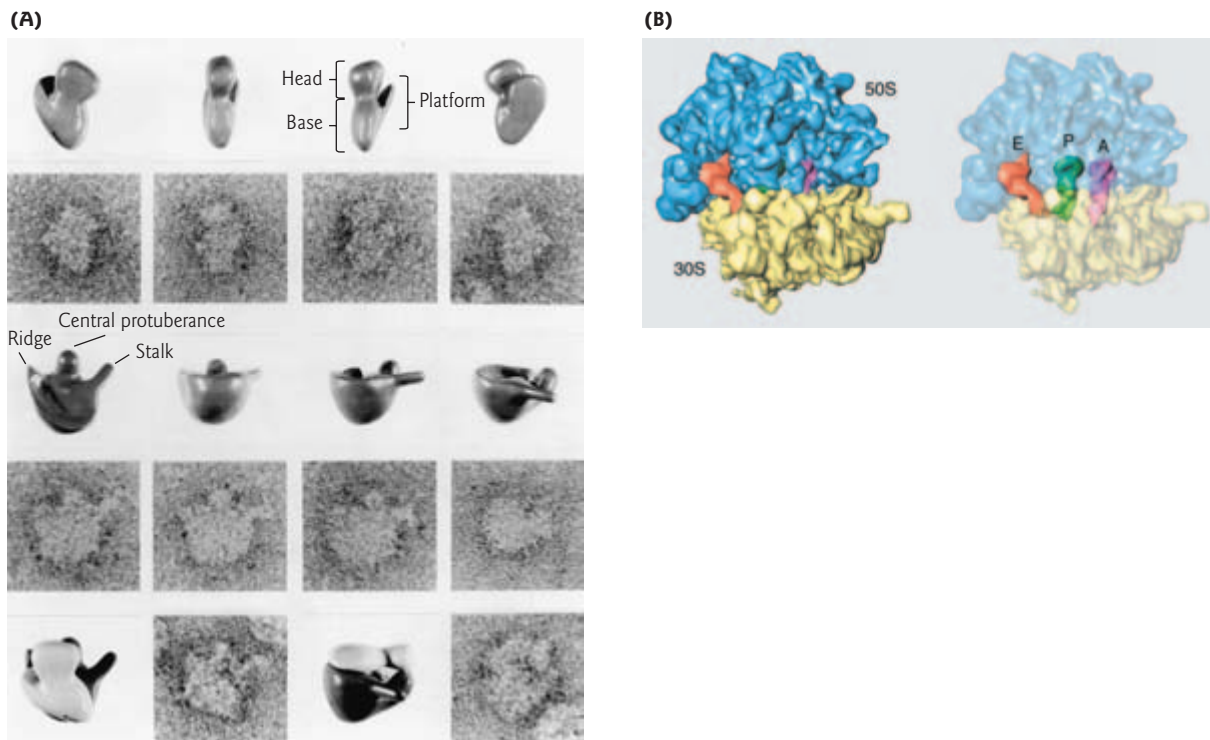 (A)
Head
Base
Platform
Central protuberance
Ridge
Stalk
(B)
50S
E
P
A
30S